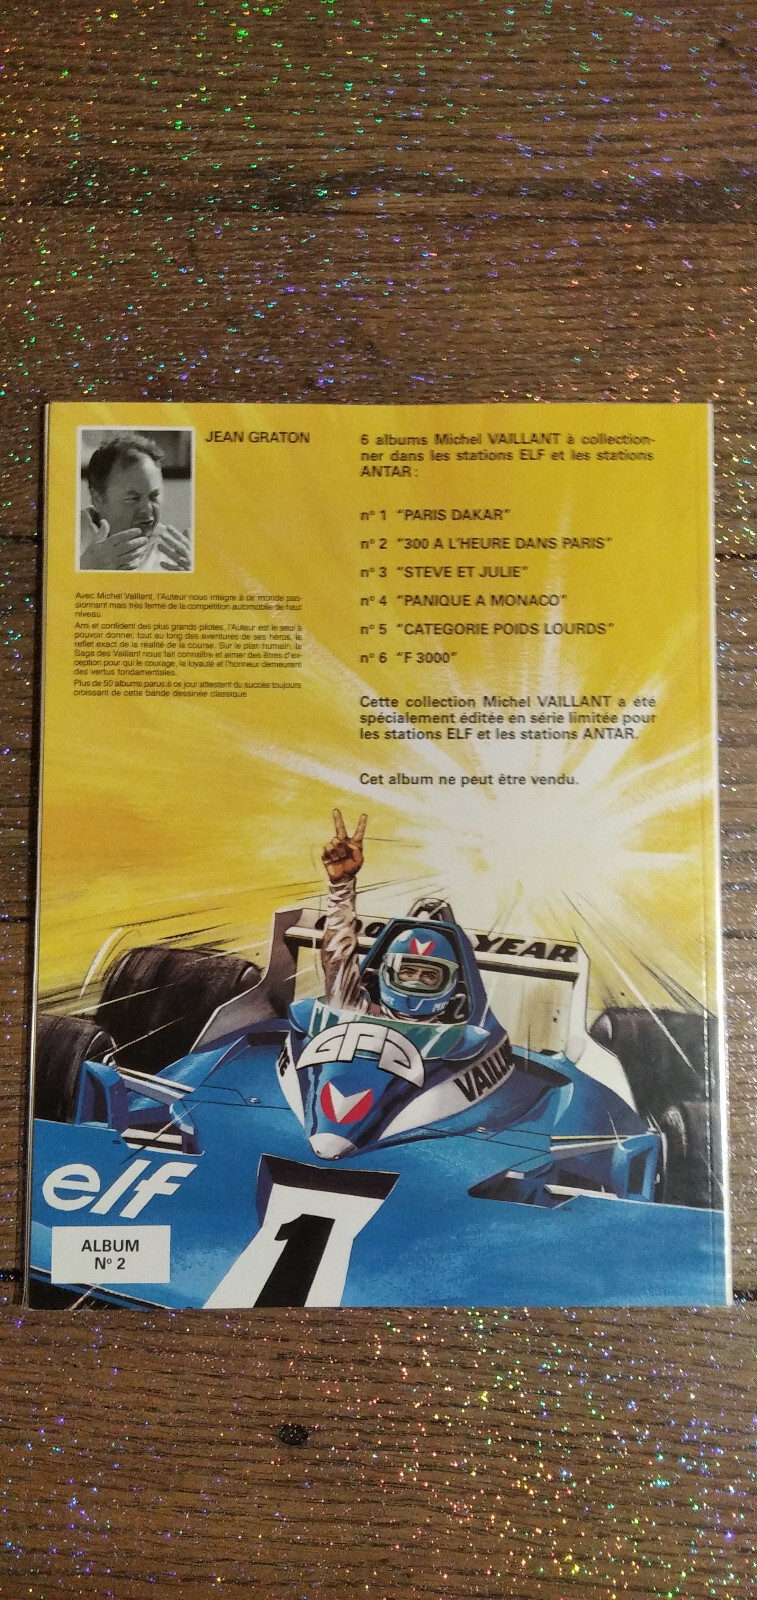 JEAN GRATON
Avec Michel Vaillant, l'Auteur nous intègre à ce monde pas-
sionnant mais très fermé de la compétition automobile de haut
niveau.
Ami et confident des plus grands pilotes, l'Auteur est le seul à
pouvoir donner, tout au long des aventures de ses héros, le
reflet exact de la réalité de la course. Sur le plan humain, la
Saga des Vaillant nous fait connaître et aimer des êtres d'ex-
ception pour qui le courage, la loyauté et l'honneur demeurent
des vertus fondamentales.
Plus de 50 albums parus à ce jour attestent du succès toujours
croissant de cette bande dessinée classique.
6 albums Michel VAILLANT à collection-
ner dans les stations ELF et les stations
ANTAR :
n° 1 "PARIS DAKAR"
n° 2 "300 A L'HEURE DANS PARIS"
n° 3 "STEVE ET JULIE"
n° 4 "PANIQUE A MONACO"
n° 5 "CATEGORIE POIDS LOURDS"
n° 6 "F 3000"
Cette collection Michel VAILLANT a été
spécialement éditée en série limitée pour
les stations ELF et les stations ANTAR.
Cet album ne peut être vendu.
YEAR
GPA
VAILL
elf
1
ALBUM
N° 2